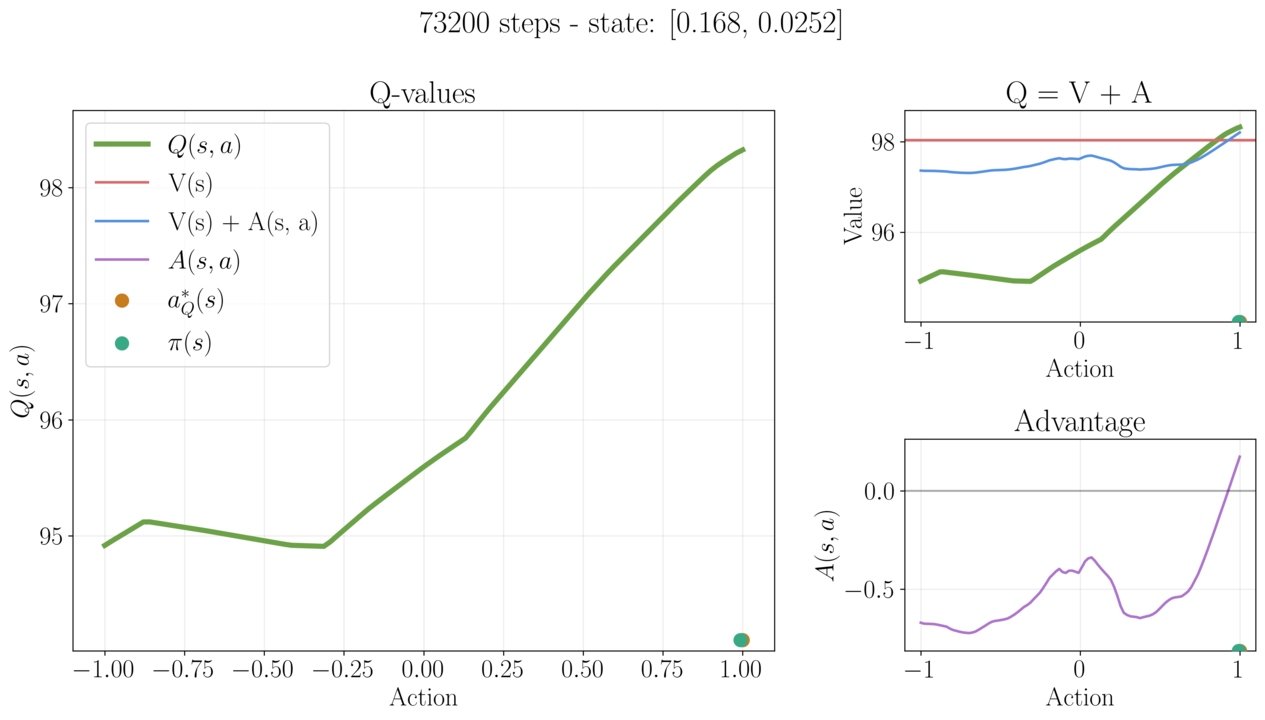 73200 steps - state: [0.168, 0.0252]
Q-values
Q(s, a)
V(s)
V(s) + A(s, a)
A(s, a)
a*Q(s)
π(s)
98
97
96
95
Q(s, a)
−1.00 −0.75 −0.50 −0.25 0.00 0.25 0.50 0.75 1.00
Action
Q = V + A
98
96
Value
−1 0 1
Action
Advantage
0.0
−0.5
A(s, a)
−1 0 1
Action